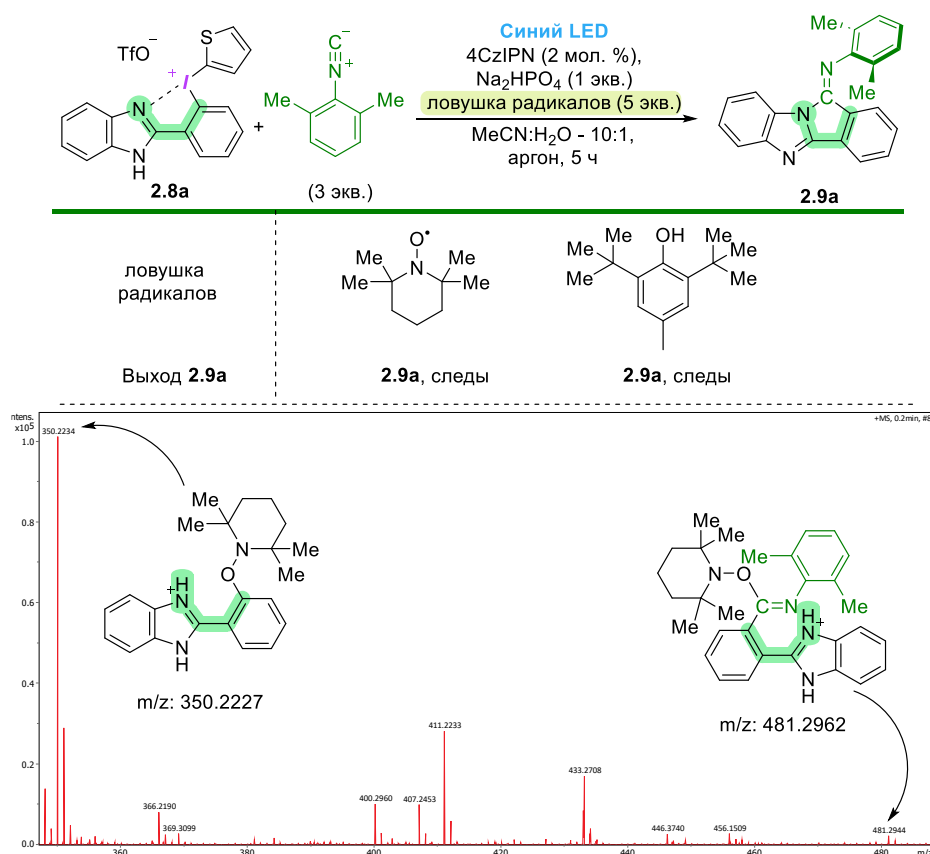 Синий LED
4CzIPN (2 мол. %),
Na₂HPO₄ (1 экв.)
ловушка радикалов (5 экв.)
MeCN:H₂O - 10:1,
аргон, 5 ч
TfO⁻
S
I
+
N
N
H
2.8a
+
C⁻
N⁺
Me
Me
(3 экв.)
Me
Me
N
C
N
N
2.9a
ловушка
радикалов
O•
N
Me
Me
Me
Me
OH
Me
Me
Me
Me
Me
Me
Выход 2.9a
2.9a, следы
2.9a, следы
ntens.
x10⁵
+MS, 0.2min, #8
350.2234
1.0
0.8
0.6
0.4
0.2
0.0
Me
Me
N
Me
Me
O
H
N
+
N
H
m/z: 350.2227
Me
Me
N
O
Me
Me
Me
Me
C
N
H
N
+
N
H
m/z: 481.2962
366.2190
369.3099
400.2960
407.2453
411.2233
433.2708
446.3740
456.1509
481.2944
360
380
400
420
440
460
480